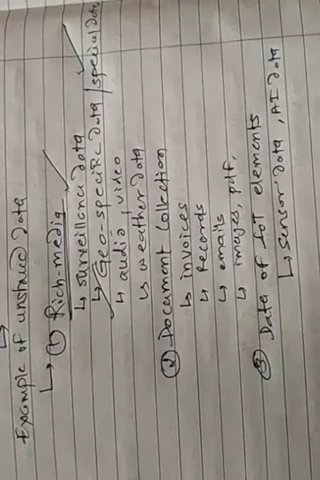 Example of unstrured data
↳ ① Rich-media
↳ surveillance data
↳ Geo-specific data / special data
↳ audio, video
↳ weather data
② Document collection
↳ invoices
↳ records
↳ emails
↳ images, pdf,
③ Data of IoT elements
↳ sensor data, AI data